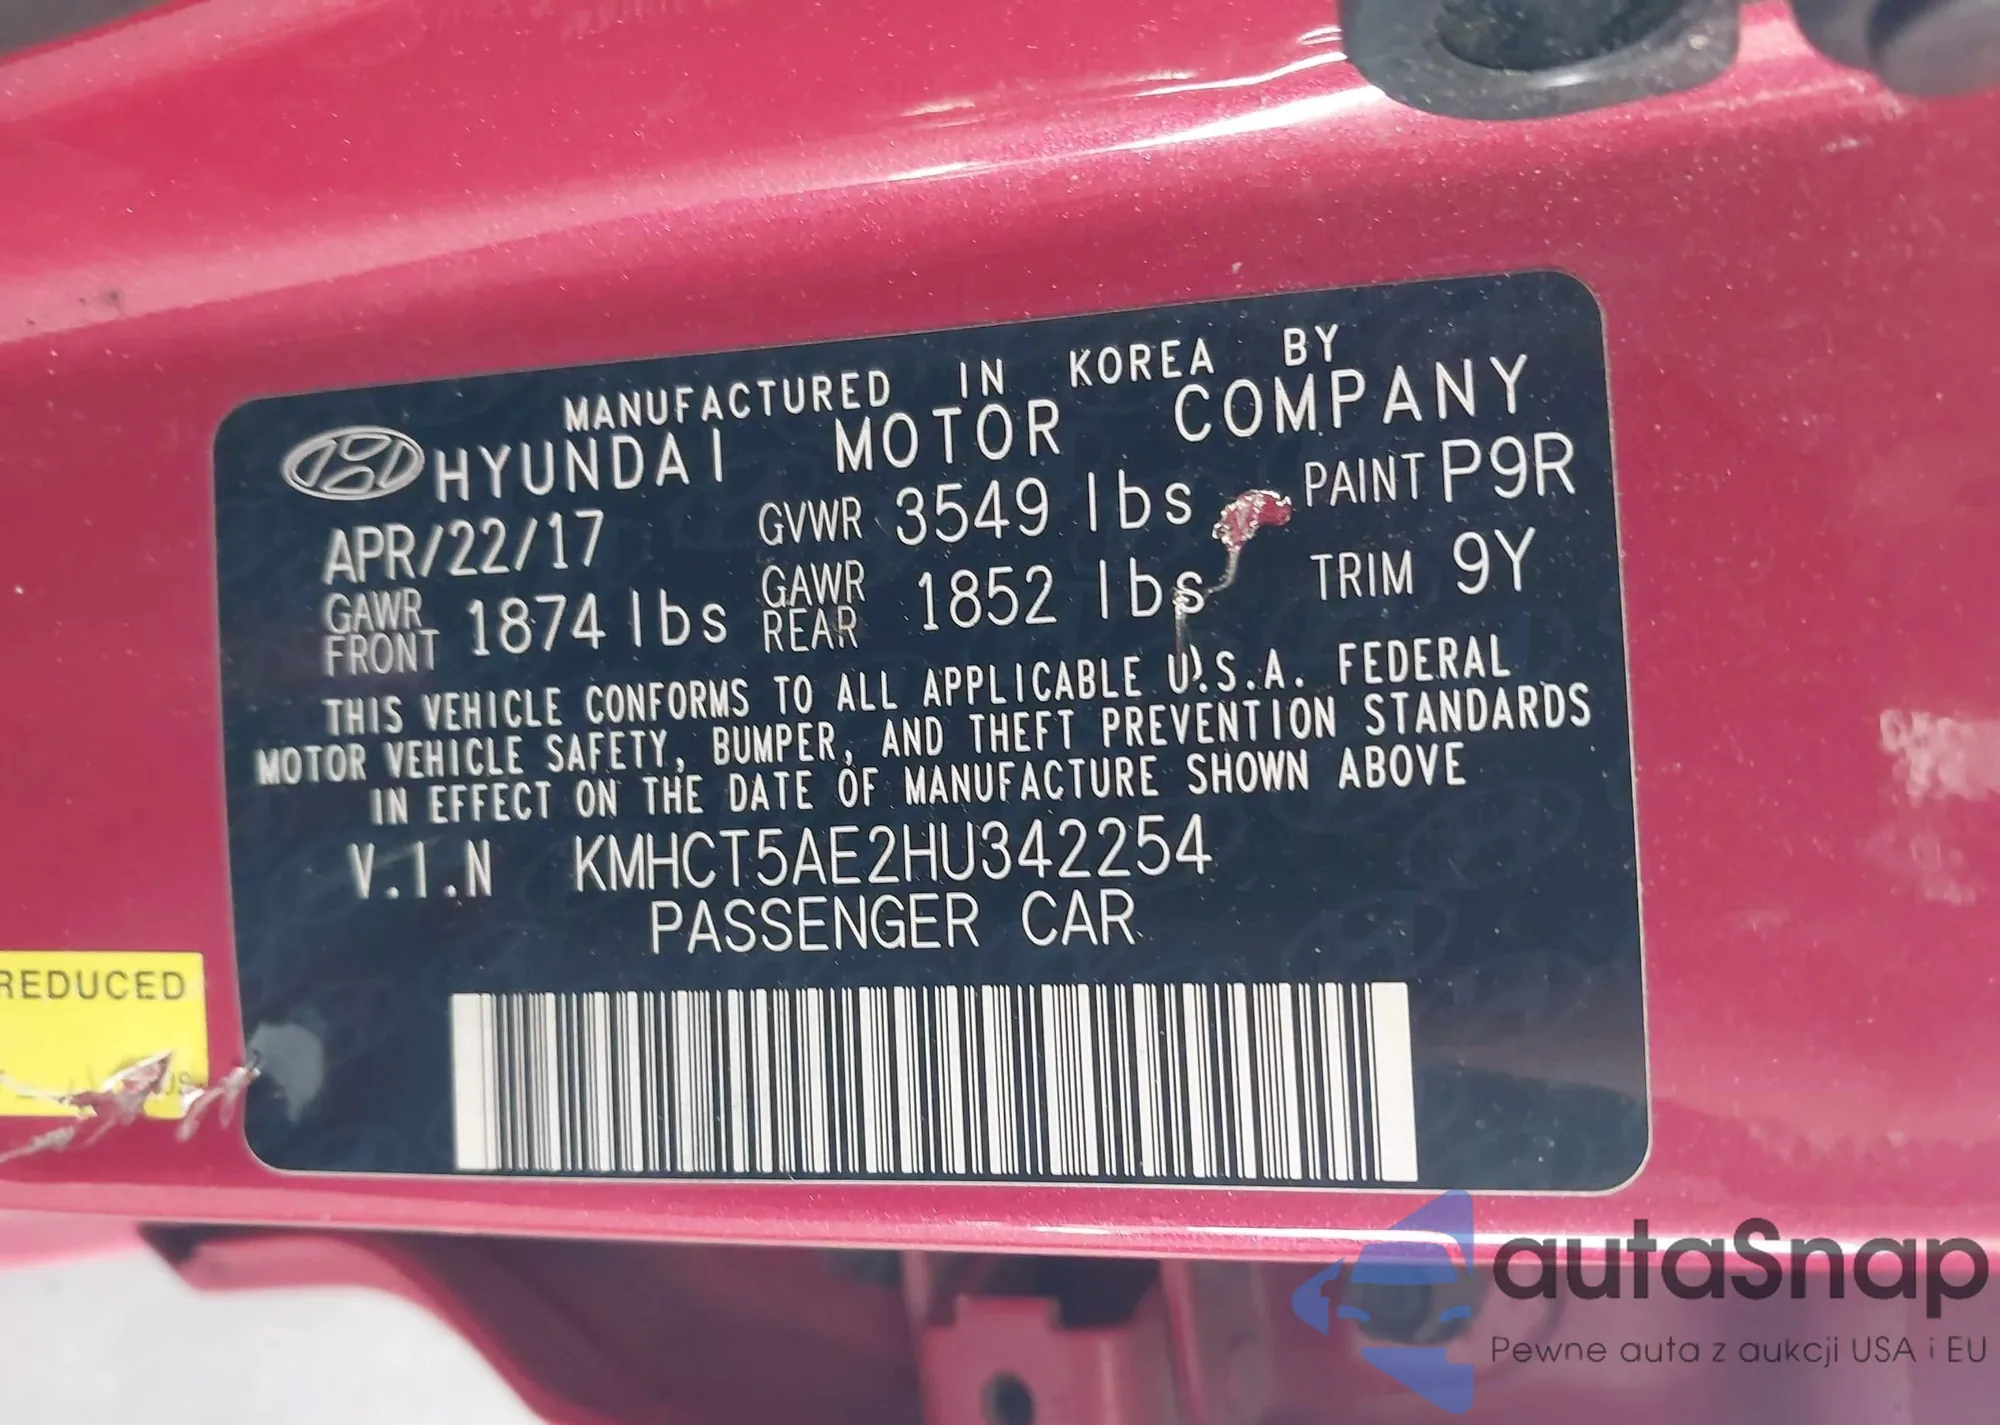 MANUFACTURED IN KOREA BY
HYUNDAI MOTOR COMPANY
APR/22/17 GVWR 3549 lbs PAINT P9R
GAWR FRONT 1874 lbs GAWR REAR 1852 lbs TRIM 9Y
THIS VEHICLE CONFORMS TO ALL APPLICABLE U.S.A. FEDERAL
MOTOR VEHICLE SAFETY, BUMPER, AND THEFT PREVENTION STANDARDS
IN EFFECT ON THE DATE OF MANUFACTURE SHOWN ABOVE
V.I.N KMHCT5AE2HU342254
PASSENGER CAR
REDUCED
autaSnap
Pewne auta z aukcji USA i EU